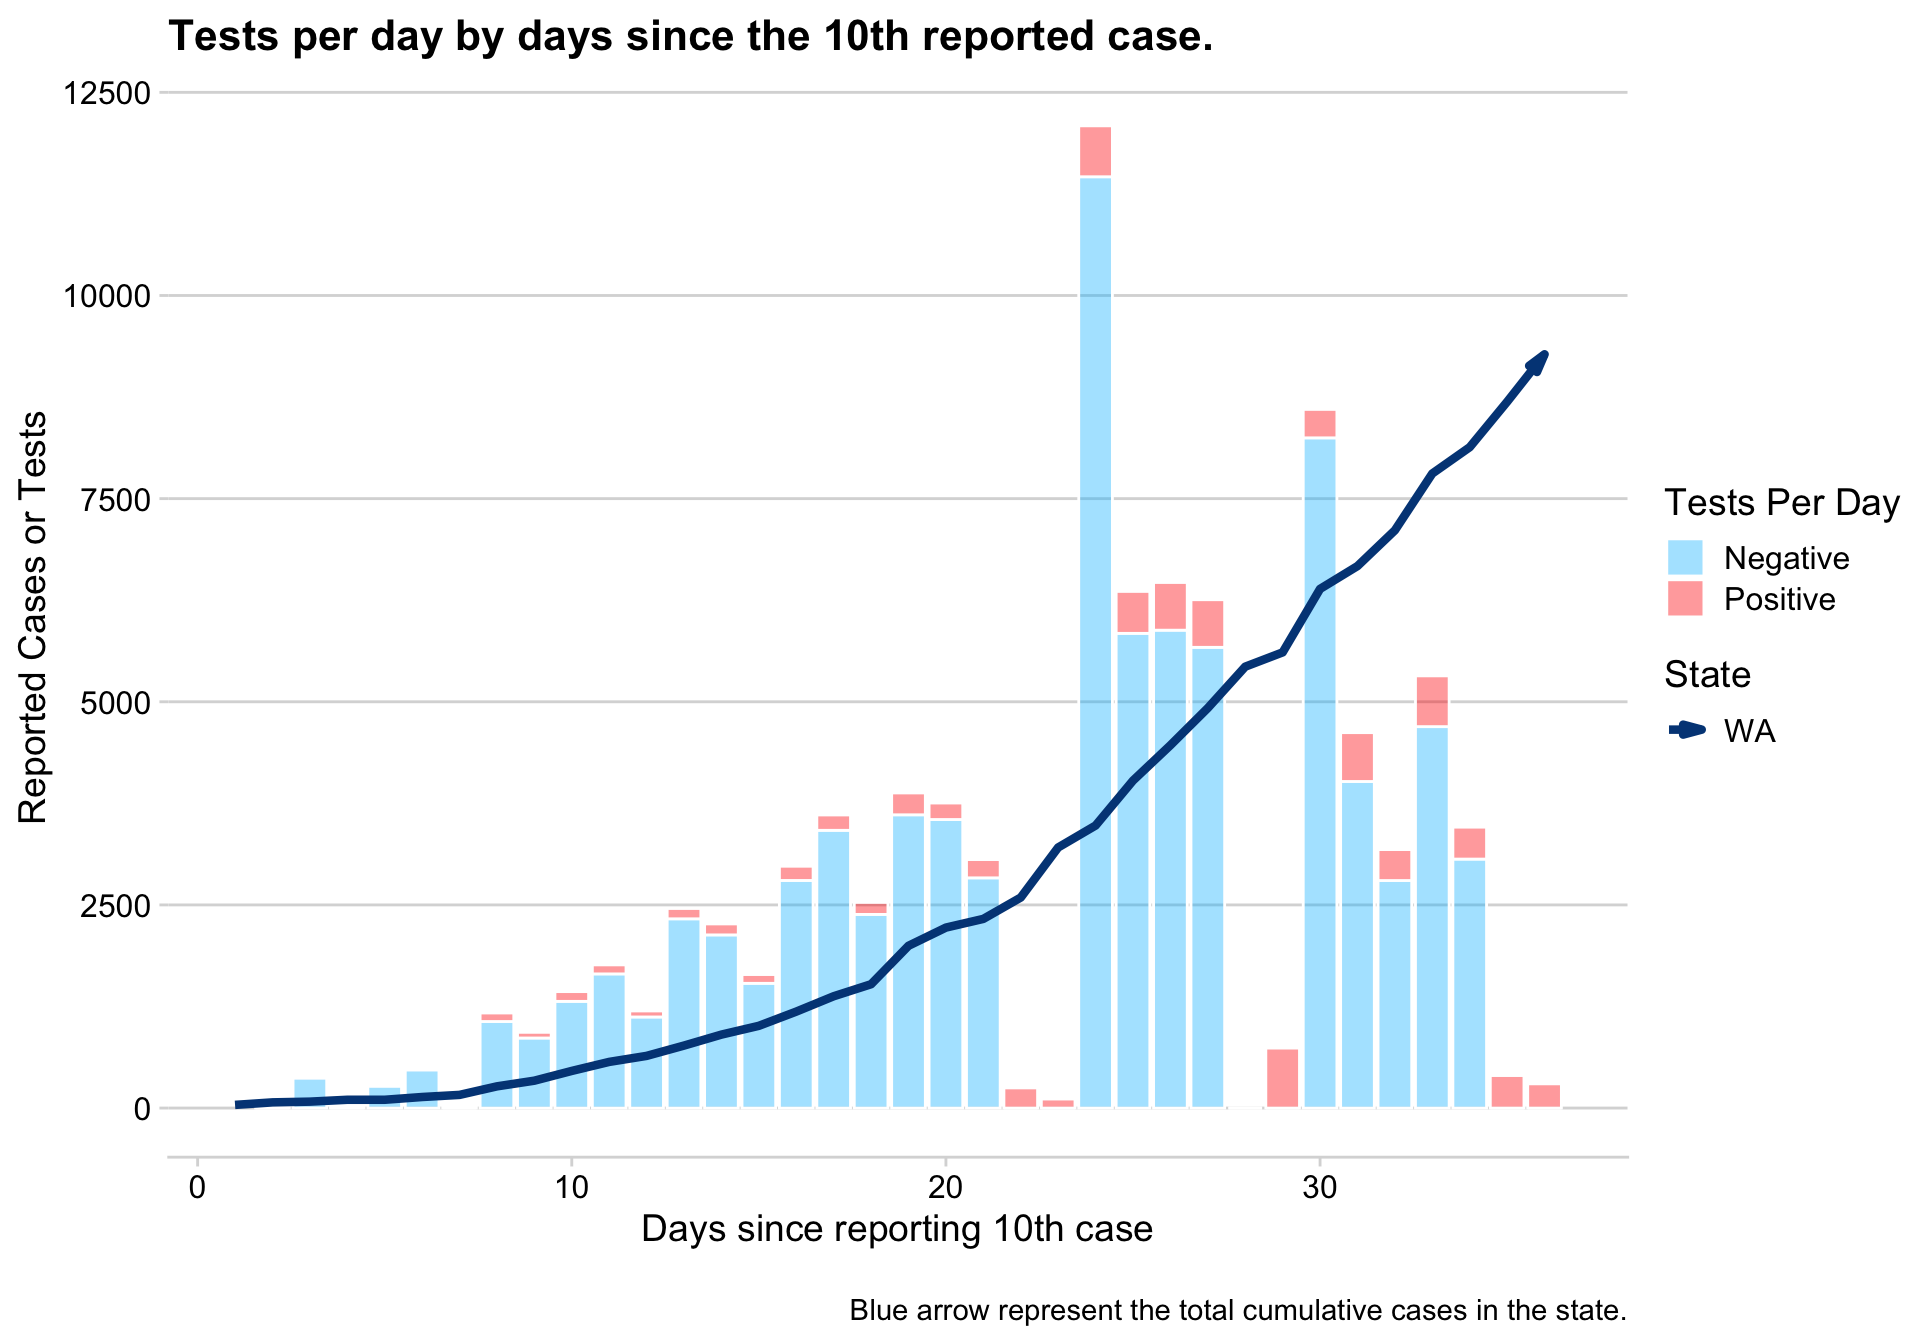 Tests per day by days since the 10th reported case.
12500
10000
7500
5000
2500
0
Reported Cases or Tests
0 10 20 30
Days since reporting 10th case
Tests Per Day
Negative
Positive
State
WA
Blue arrow represent the total cumulative cases in the state.